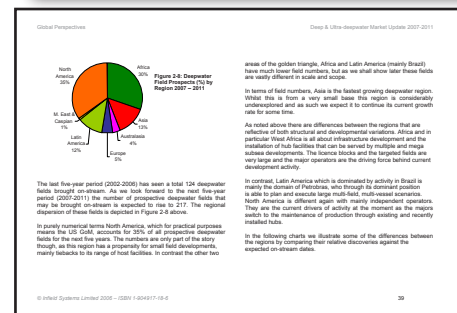 Global Perspectives
Deep & Ultra-deepwater Market Update 2007-2011
North
America
35%
Africa
30%
Figure 2-8: Deepwater
Field Prospects (%) by
Region 2007 – 2011
M. East &
Caspian
1%
Latin
America
12%
Europe
5%
Australasia
4%
Asia
13%
The last five-year period (2002-2006) has seen a total 124 deepwater
fields brought on-stream. As we look forward to the next five-year
period (2007-2011) the number of prospective deepwater fields that
may be brought on-stream is expected to rise to 217. The regional
dispersion of these fields is depicted in Figure 2-8 above.
In purely numerical terms North America, which for practical purposes
means the US GoM, accounts for 35% of all prospective deepwater
fields for the next five years. The numbers are only part of the story
though, as this region has a propensity for small field developments,
mainly tiebacks to its range of host facilities. In contrast the other two
areas of the golden triangle, Africa and Latin America (mainly Brazil)
have much lower field numbers, but as we shall show later these fields
are vastly different in scale and scope.
In terms of field numbers, Asia is the fastest growing deepwater region.
Whilst this is from a very small base this region is considerably
underexplored and as such we expect it to continue its current growth
rate for some time.
As noted above there are differences between the regions that are
reflective of both structural and developmental variations. Africa and in
particular West Africa is all about infrastructure development and the
installation of hub facilities that can be served by multiple and mega
subsea developments. The licence blocks and the targeted fields are
very large and the major operators are the driving force behind current
development activity.
In contrast, Latin America which is dominated by activity in Brazil is
mainly the domain of Petrobras, who through its dominant position
is able to plan and execute large multi-field, multi-vessel scenarios.
North America is different again with mainly independent operators.
They are the current drivers of activity at the moment as the majors
switch to the maintenance of production through existing and recently
installed hubs.
In the following charts we illustrate some of the differences between
the regions by comparing their relative discoveries against the
expected on-stream dates.
© Infield Systems Limited 2006 – ISBN 1-904917-18-6
39